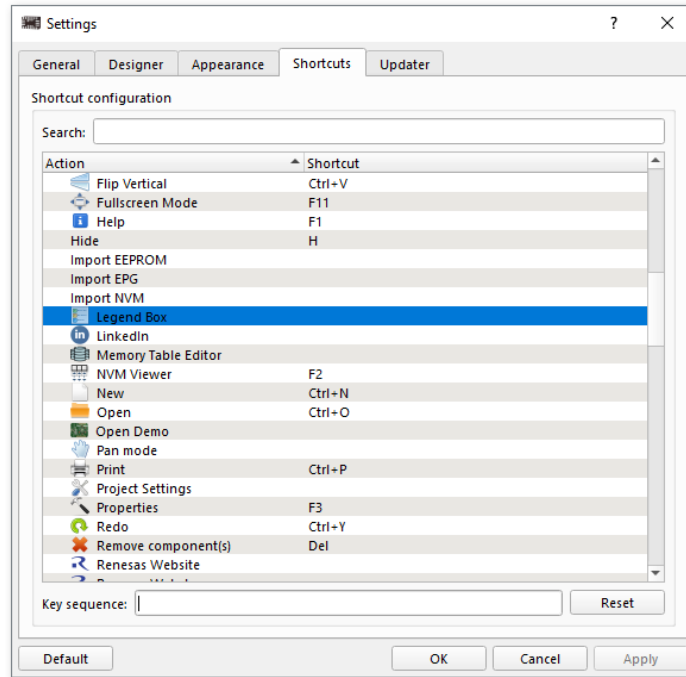 Settings ?
General Designer Appearance Shortcuts Updater
Shortcut configuration
Search:
Action Shortcut
Flip Vertical Ctrl+V
Fullscreen Mode F11
Help F1
Hide H
Import EEPROM
Import EPG
Import NVM
Legend Box
in LinkedIn
Memory Table Editor
NVM Viewer F2
New Ctrl+N
Open Ctrl+O
Open Demo
Pan mode
Print Ctrl+P
Project Settings
Properties F3
Redo Ctrl+Y
Remove component(s) Del
Renesas Website
Key sequence: Reset
Default OK Cancel Apply